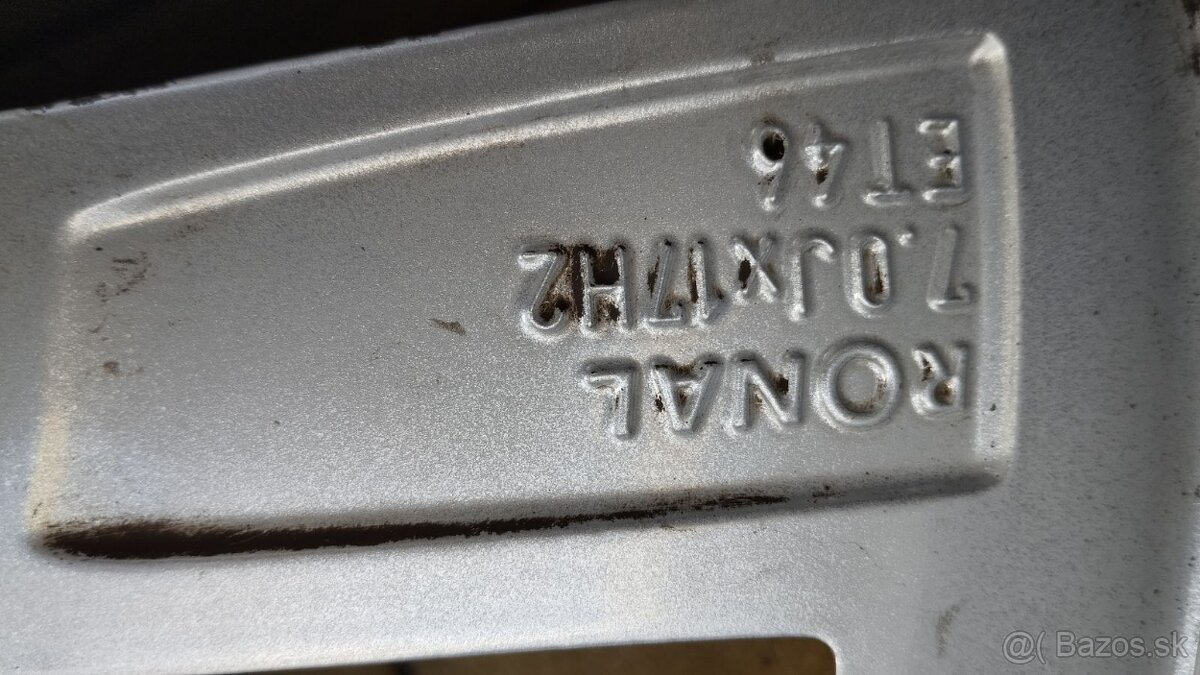 RONAL
7.0Jx17H2
ET46
@( Bazos.sk